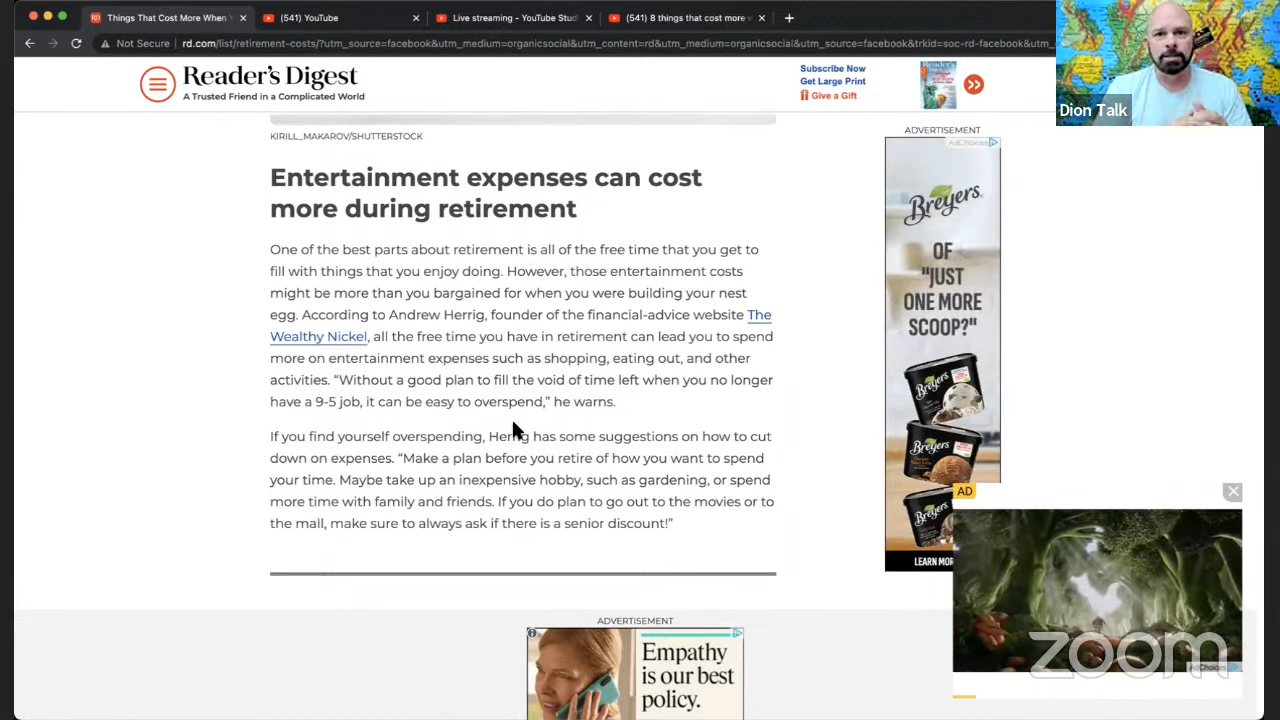 Things That Cost More When Y
(541) YouTube
Live streaming - YouTube Stud
(541) 8 things that cost more w
Not Secure
rd.com/list/retirement-costs/?utm_source=facebook&utm_medium=organicsocial&utm_content=rd&utm_medium=organicsocial&utm_source=facebook&trkid=soc-rd-facebook&utm_
Reader's Digest
A Trusted Friend in a Complicated World
Subscribe Now
Get Large Print
Give a Gift
Dion Talk
KIRILL_MAKAROV/SHUTTERSTOCK
Entertainment expenses can cost
more during retirement
One of the best parts about retirement is all of the free time that you get to
fill with things that you enjoy doing. However, those entertainment costs
might be more than you bargained for when you were building your nest
egg. According to Andrew Herrig, founder of the financial-advice website The
Wealthy Nickel, all the free time you have in retirement can lead you to spend
more on entertainment expenses such as shopping, eating out, and other
activities. “Without a good plan to fill the void of time left when you no longer
have a 9-5 job, it can be easy to overspend,” he warns.
If you find yourself overspending, Herrig has some suggestions on how to cut
down on expenses. “Make a plan before you retire of how you want to spend
your time. Maybe take up an inexpensive hobby, such as gardening, or spend
more time with family and friends. If you do plan to go out to the movies or to
the mall, make sure to always ask if there is a senior discount!”
ADVERTISEMENT
AdChoices
Breyers
OF
"JUST
ONE MORE
SCOOP?"
Breyers
Breyers
Breyers
LEARN MOR
AD
zoom
AdChoices
ADVERTISEMENT
Empathy
is our best
policy.